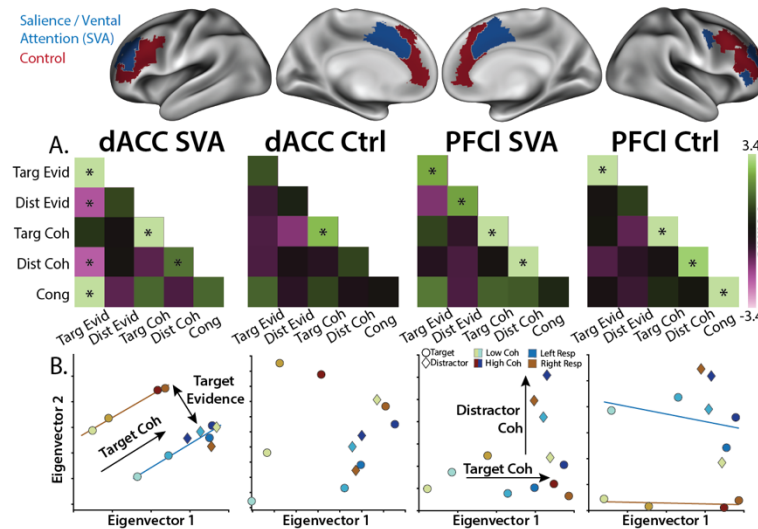 Salience / Vental
Attention (SVA)
Control
A. dACC SVA dACC Ctrl PFCl SVA PFCl Ctrl
3.4
Targ Evid
Dist Evid
Targ Coh
Dist Coh
Cong
-3.4
Targ Evid Dist Evid Targ Coh Dist Coh Cong
Targ Evid Dist Evid Targ Coh Dist Coh Cong
Targ Evid Dist Evid Targ Coh Dist Coh Cong
Targ Evid Dist Evid Targ Coh Dist Coh Cong
B.
Target
Evidence
Target Coh
Target Low Coh Left Resp
Distractor High Coh Right Resp
Distractor
Coh
Target Coh
Eigenvector 2
Eigenvector 1 Eigenvector 1 Eigenvector 1 Eigenvector 1